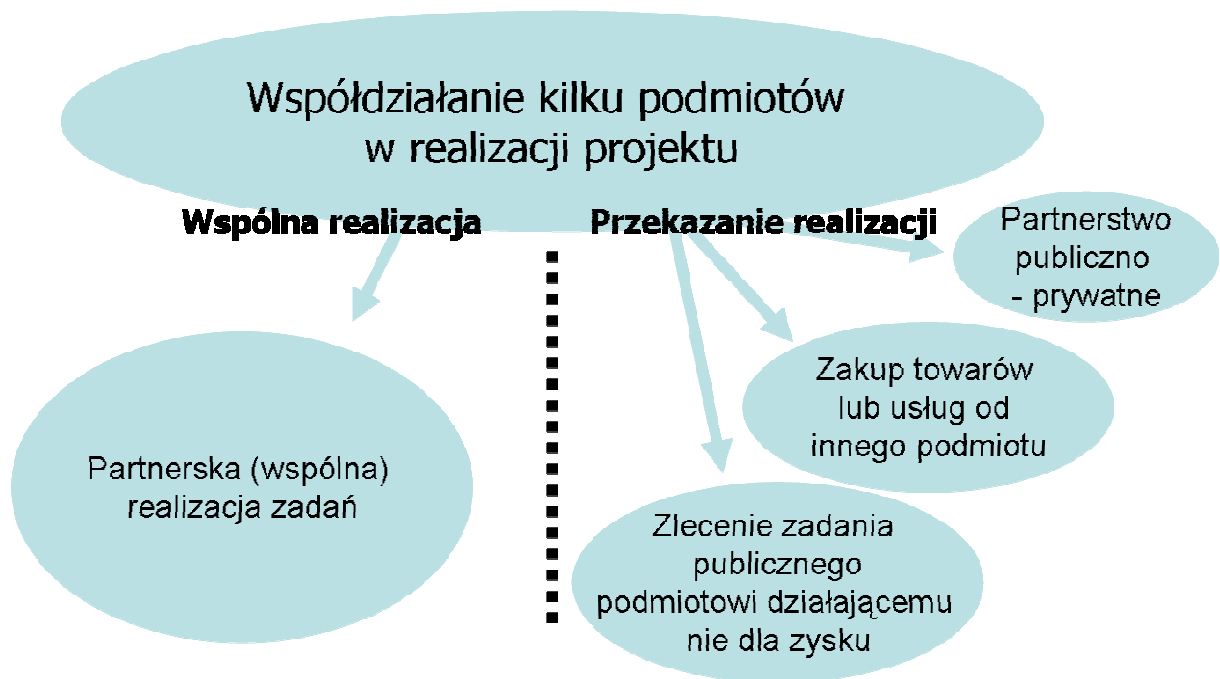 Współdziałanie kilku podmiotów
w realizacji projektu
Wspólna realizacja
Przekazanie realizacji
Partnerstwo
publiczno
- prywatne
Zakup towarów
lub usług od
innego podmiotu
Partnerska (wspólna)
realizacja zadań
Zlecenie zadania
publicznego
podmiotowi działającemu
nie dla zysku